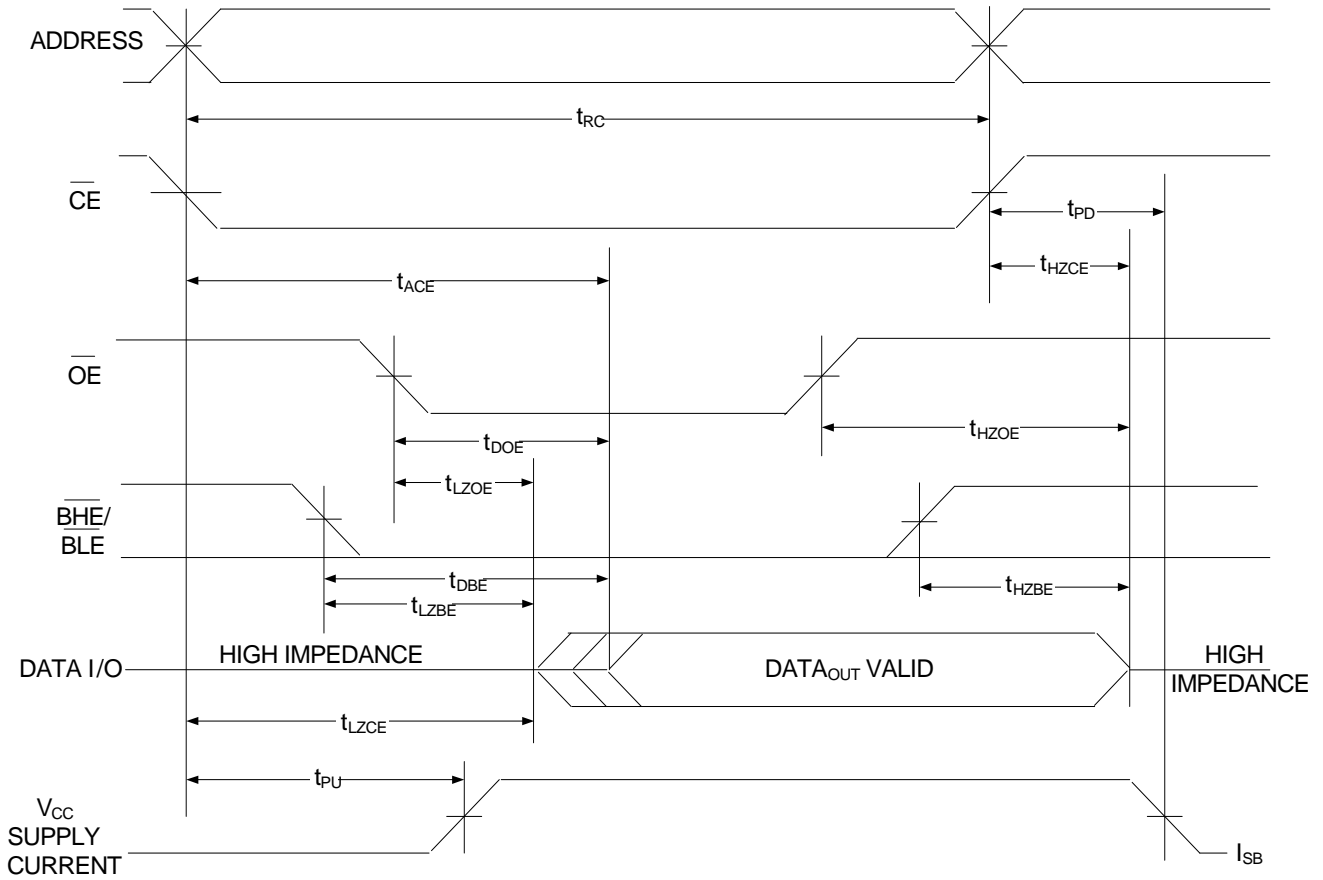 ADDRESS
tRC
CE
tPD
tHZCE
tACE
OE
tDOE
tHZOE
tLZOE
BHE/
BLE
tDBE
tHZBE
tLZBE
DATA I/O
HIGH IMPEDANCE
DATAOUT VALID
HIGH
IMPEDANCE
tLZCE
tPU
VCC
SUPPLY
CURRENT
ISB